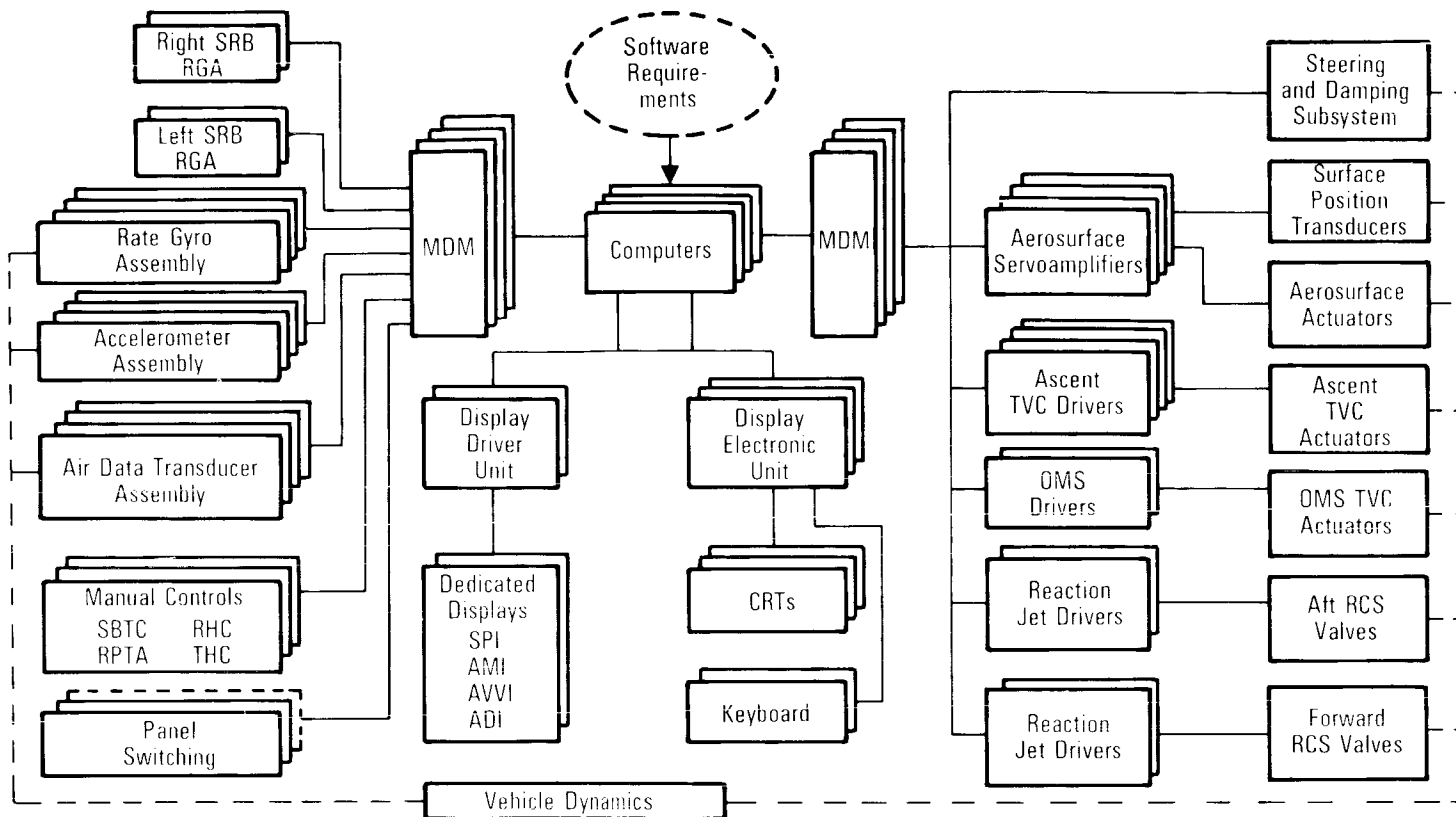 Right SRB
RGA
Left SRB
RGA
Rate Gyro
Assembly
Accelerometer
Assembly
Air Data Transducer
Assembly
Manual Controls
SBTC RHC
RPTA THC
Panel
Switching
MDM
Software
Require-
ments
Computers
MDM
Display
Driver
Unit
Display
Electronic
Unit
Dedicated
Displays
SPI
AMI
AVVI
ADI
CRTs
Keyboard
Aerosurface
Servoamplifiers
Ascent
TVC Drivers
OMS
Drivers
Reaction
Jet Drivers
Reaction
Jet Drivers
Steering
and Damping
Subsystem
Surface
Position
Transducers
Aerosurface
Actuators
Ascent
TVC
Actuators
OMS TVC
Actuators
Aft RCS
Valves
Forward
RCS Valves
Vehicle Dynamics